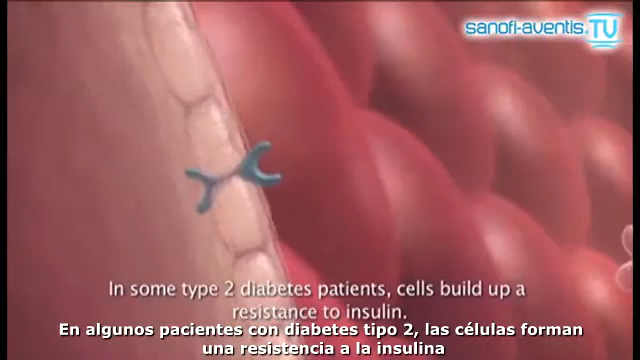 sanofi-aventis.TV
In some type 2 diabetes patients, cells build up a
resistance to insulin.
En algunos pacientes con diabetes tipo 2, las células forman
una resistencia a la insulina